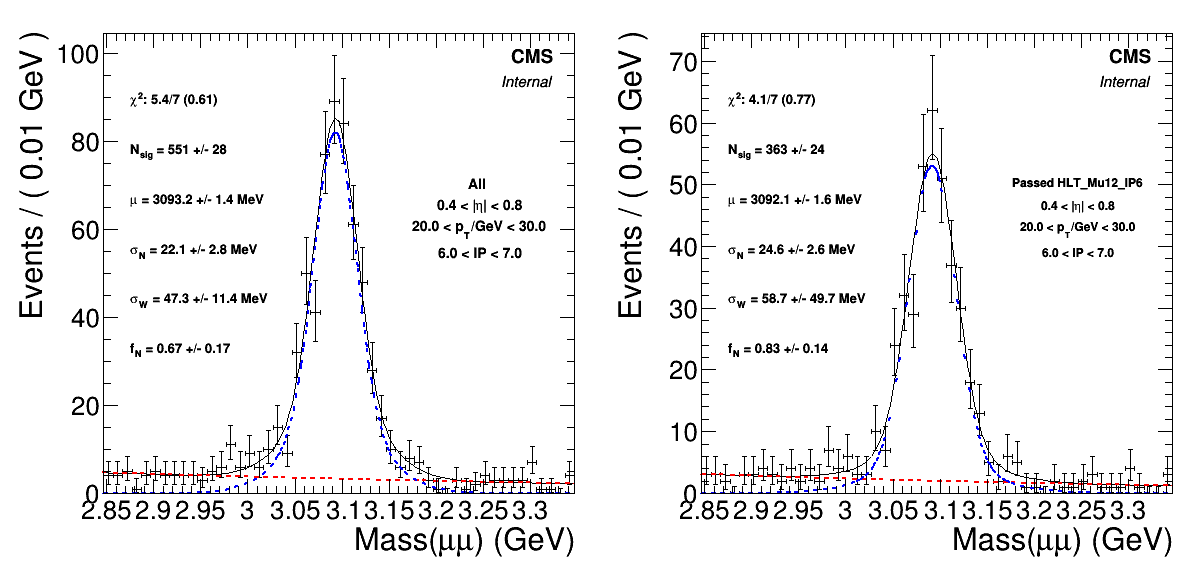 Events / ( 0.01 GeV )
100
80
60
40
20
0
CMS
Internal
χ²: 5.4/7 (0.61)
N_sig = 551 +/- 28
μ = 3093.2 +/- 1.4 MeV
σ_N = 22.1 +/- 2.8 MeV
σ_W = 47.3 +/- 11.4 MeV
f_N = 0.67 +/- 0.17
All
0.4 < |η| < 0.8
20.0 < p_T/GeV < 30.0
6.0 < IP < 7.0
2.85 2.9 2.95 3 3.05 3.1 3.15 3.2 3.25 3.3
Mass(μμ) (GeV)
Events / ( 0.01 GeV )
70
60
50
40
30
20
10
0
CMS
Internal
χ²: 4.1/7 (0.77)
N_sig = 363 +/- 24
μ = 3092.1 +/- 1.6 MeV
σ_N = 24.6 +/- 2.6 MeV
σ_W = 58.7 +/- 49.7 MeV
f_N = 0.83 +/- 0.14
Passed HLT_Mu12_IP6
0.4 < |η| < 0.8
20.0 < p_T/GeV < 30.0
6.0 < IP < 7.0
2.85 2.9 2.95 3 3.05 3.1 3.15 3.2 3.25 3.3
Mass(μμ) (GeV)